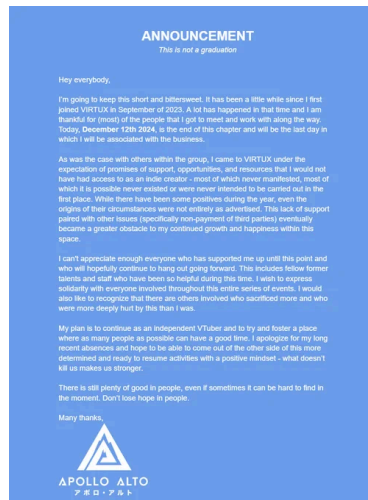 ANNOUNCEMENT
This is not a graduation
Hey everybody,
I'm going to keep this short and bittersweet. It has been a little while since I first
joined VIRTUX in September of 2023. A lot has happened in that time and I am
thankful for (most) of the people that I got to meet and work with along the way.
Today, December 12th 2024, is the end of this chapter and will be the last day in
which I will be associated with the business.
As was the case with others within the group, I came to VIRTUX under the
expectation of promises of support, opportunities, and resources that I would not
have had access to as an indie creator - most of which never manifested, most of
which it is possible never existed or were never intended to be carried out in the
first place. While there have been some positives during the year, even the
origins of their circumstances were not entirely as advertised. This lack of support
paired with other issues (specifically non-payment of third parties) eventually
became a greater obstacle to my continued growth and happiness within this
space.
I can't appreciate enough everyone who has supported me up until this point and
who will hopefully continue to hang out going forward. This includes fellow former
talents and staff who have been so helpful during this time. I wish to express
solidarity with everyone involved throughout this entire series of events. I would
also like to recognize that there are others involved who sacrificed more and who
were more deeply hurt by this than I was.
My plan is to continue as an independent VTuber and to try and foster a place
where as many people as possible can have a good time. I apologize for my long
recent absences and hope to be able to come out of the other side of this more
determined and ready to resume activities with a positive mindset - what doesn't
kill us makes us stronger.
There is still plenty of good in people, even if sometimes it can be hard to find in
the moment. Don't lose hope in people.
Many thanks,
APOLLO ALTO
アポロ・アルト